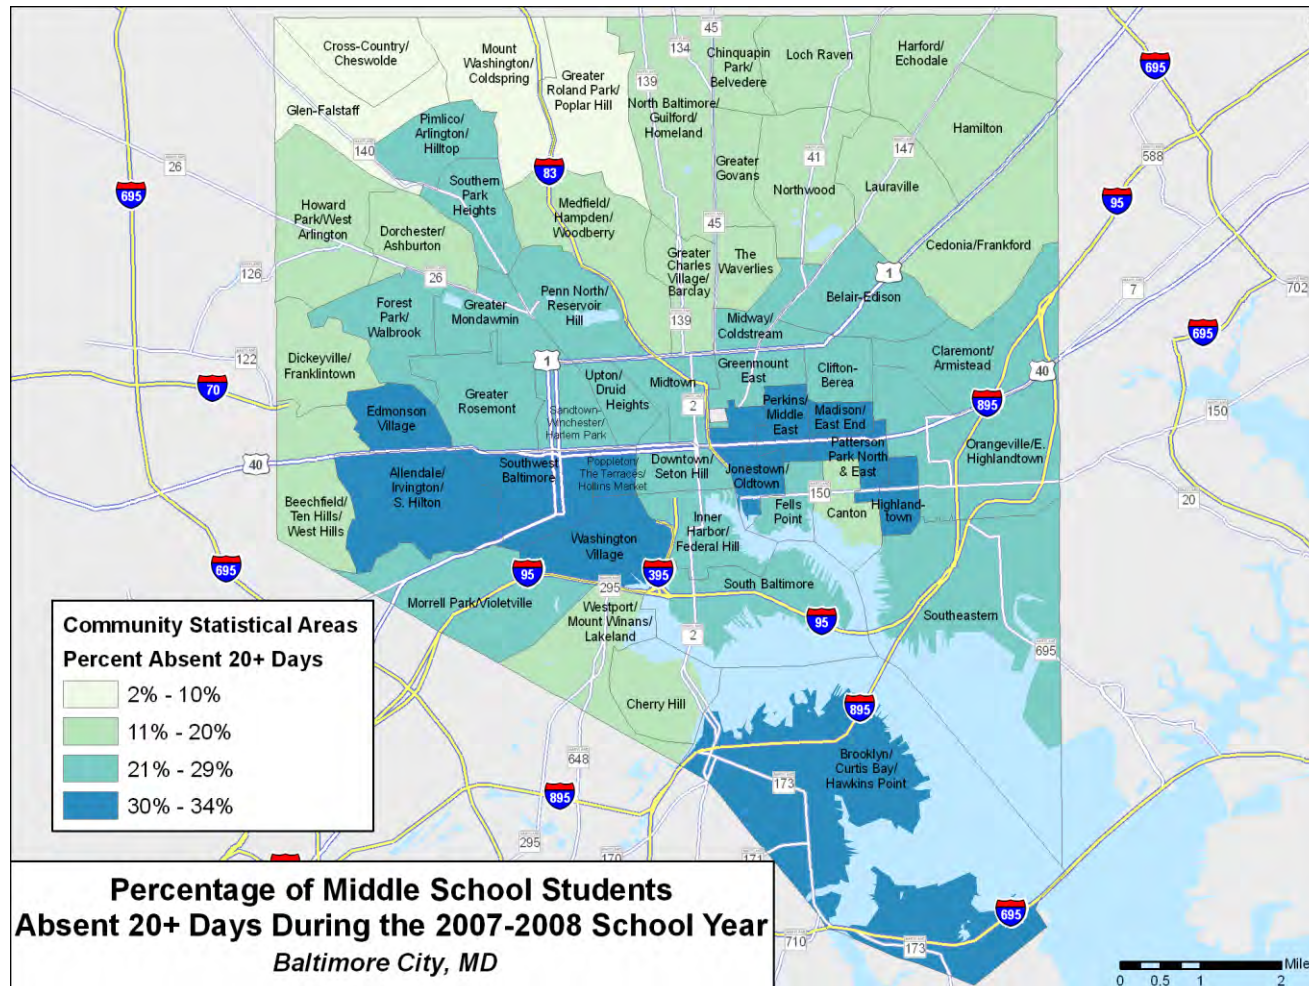 Cross-Country/
Cheswolde
Mount
Washington/
Coldspring
Greater
Roland Park/
Poplar Hill
Glen-Falstaff
Pimlico/
Arlington/
Hilltop
Southern
Park
Heights
45
134
139
Chinquapin
Park/
Belvedere
Loch Raven
Harford/
Echodale
North Baltimore/
Guilford/
Homeland
Hamilton
Greater
Govans
Northwood
Lauraville
41
147
588
695
95
26
140
83
695
Howard
Park/West
Arlington
Dorchester/
Ashburton
Medfield/
Hampden/
Woodberry
45
Greater
Charles
Village/
Barclay
The
Waverlies
Cedonia/Frankford
1
Belair-Edison
7
702
126
26
Forest
Park/
Walbrook
Greater
Mondawmin
Penn North/
Reservoir
Hill
139
Midway/
Coldstream
695
122
Dickeyville/
Franklintown
1
Greenmount
East
Clifton-
Berea
Claremont/
Armistead
40
70
Upton/
Druid
Heights
Midtown
2
Edmonson
Village
Greater
Rosemont
Sandtown-
Winchester/
Harlem Park
Perkins/
Middle
East
Madison/
East End
895
150
Patterson
Park North
& East
Orangeville/E.
Highlandtown
40
Allendale/
Irvington/
S. Hilton
Southwest
Baltimore
Poppleton/
The Terraces/
Hollins Market
Downtown/
Seton Hill
Jonestown/
Oldtown
150
20
Beechfield/
Ten Hills/
West Hills
Fells
Point
Canton
Highland-
town
Inner
Harbor/
Federal Hill
Washington
Village
695
95
395
295
South Baltimore
95
Southeastern
695
Morrell Park/Violetville
Westport/
Mount Winans/
Lakeland
2
Cherry Hill
895
Brooklyn/
Curtis Bay/
Hawkins Point
648
173
895
295
170
171
710
173
695
Community Statistical Areas
Percent Absent 20+ Days
2% - 10%
11% - 20%
21% - 29%
30% - 34%
Percentage of Middle School Students
Absent 20+ Days During the 2007-2008 School Year
Baltimore City, MD
Mile
0 0.5 1 2